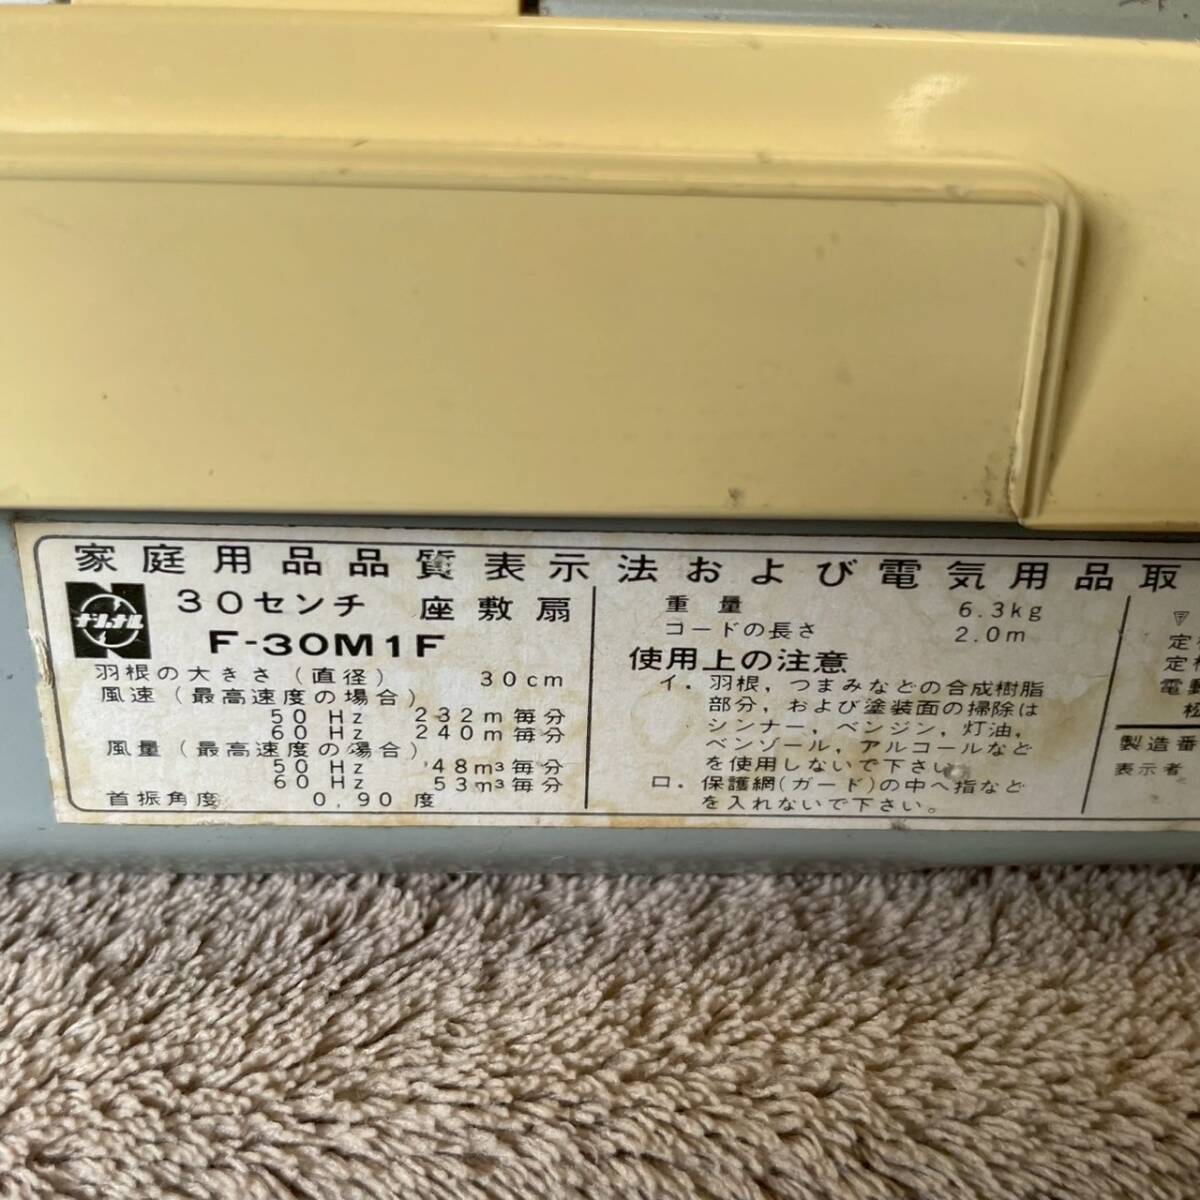 家庭用品品質表示法および電気用品取
ナショナル
30センチ 座敷扇
F-30M1F
羽根の大きさ(直径) 30cm
風速(最高速度の場合)
50 Hz 232m毎分
60 Hz 240m毎分
風量(最高速度の場合)
50 Hz 48m³毎分
60 Hz 53m³毎分
首振角度 0,90 度
重量 6.3kg
コードの長さ 2.0m
使用上の注意
イ. 羽根, つまみなどの合成樹脂
部分, および塗装面の掃除は
シンナー, ベンジン, 灯油,
ベンゾール, アルコールなど
を使用しないで下さい。
ロ. 保護網(ガード)の中へ指など
を入れないで下さい。
定
定
電動
松
製造番
表示者